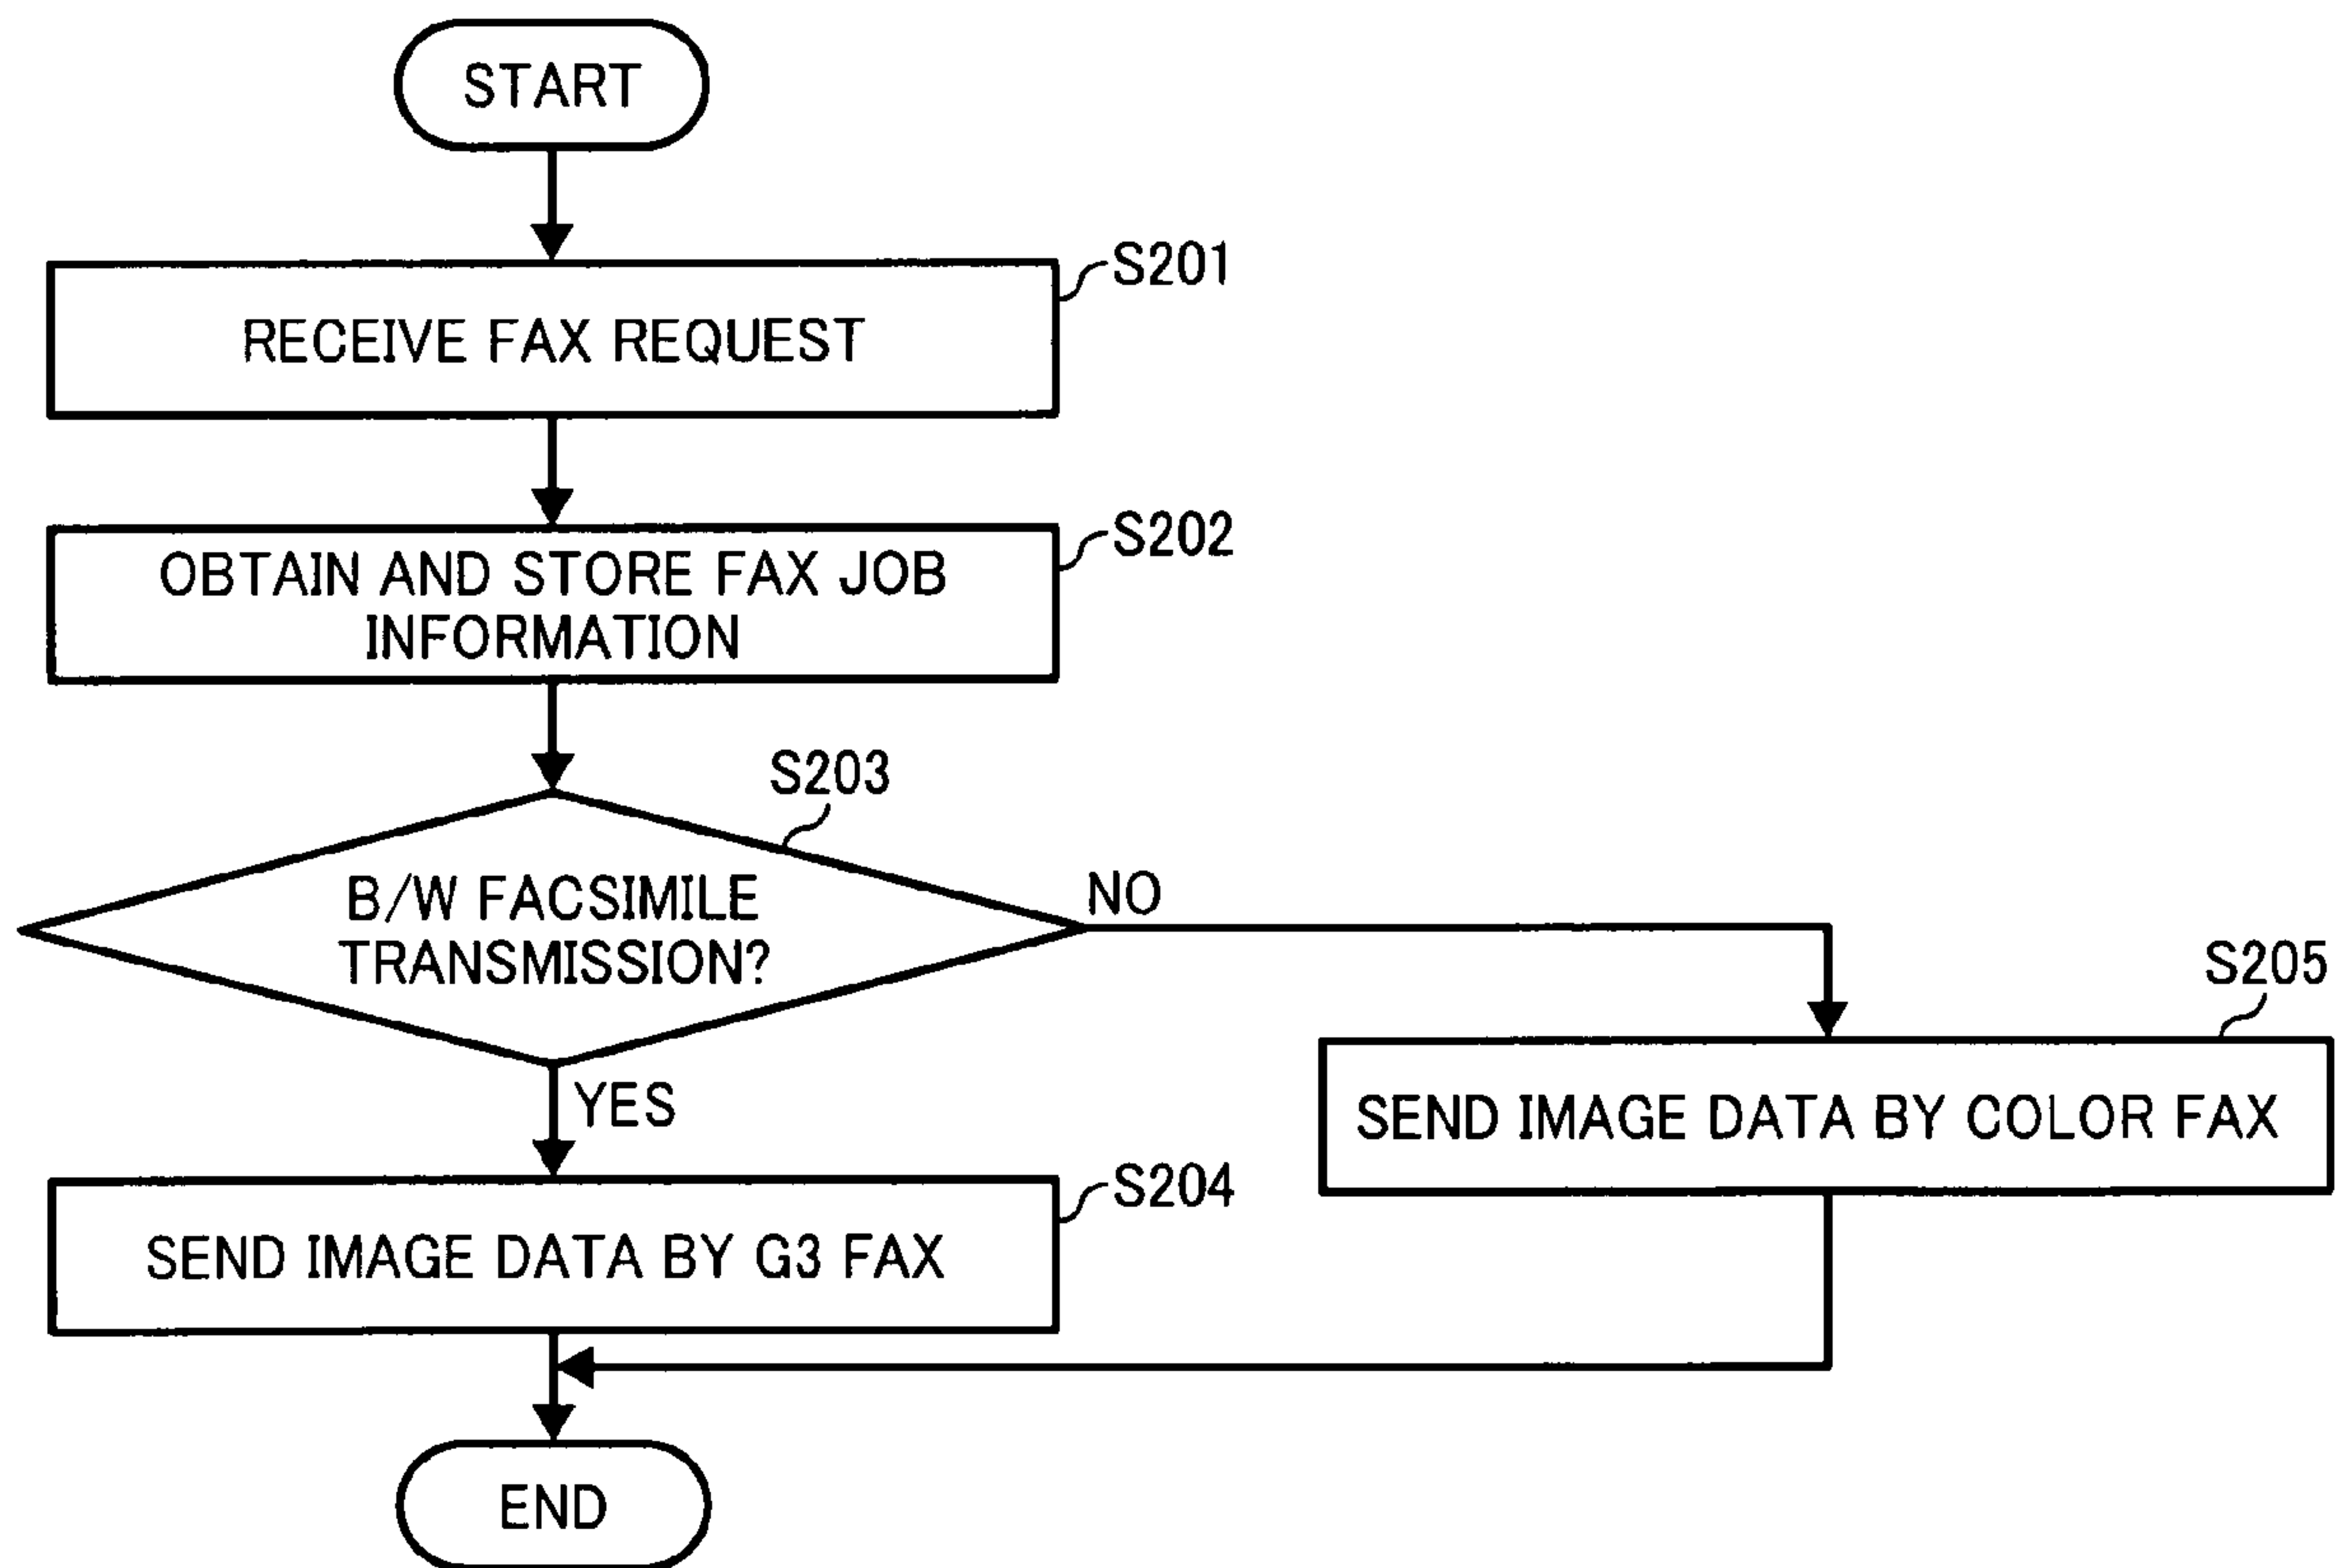 START
S201
RECEIVE FAX REQUEST
S202
OBTAIN AND STORE FAX JOB
INFORMATION
S203
B/W FACSIMILE
TRANSMISSION?
NO
YES
S205
SEND IMAGE DATA BY COLOR FAX
S204
SEND IMAGE DATA BY G3 FAX
END